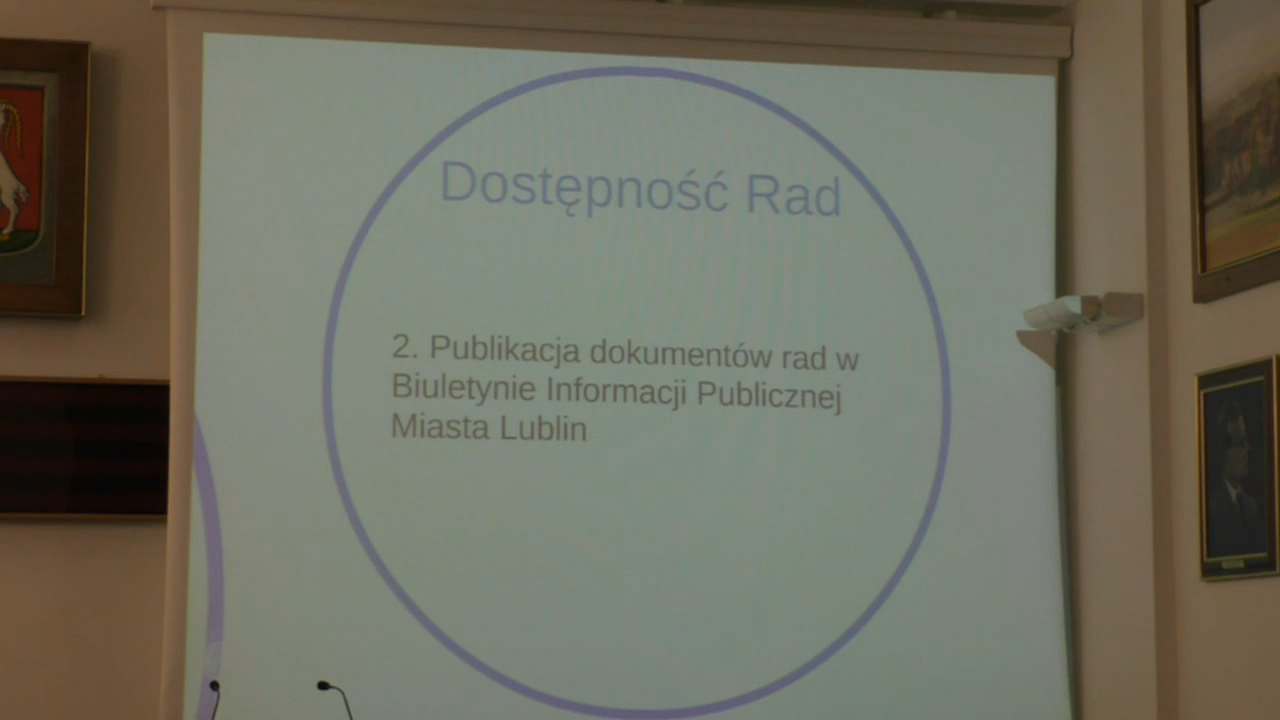 Dostępność Rad
2. Publikacja dokumentów rad w
Biuletynie Informacji Publicznej
Miasta Lublin